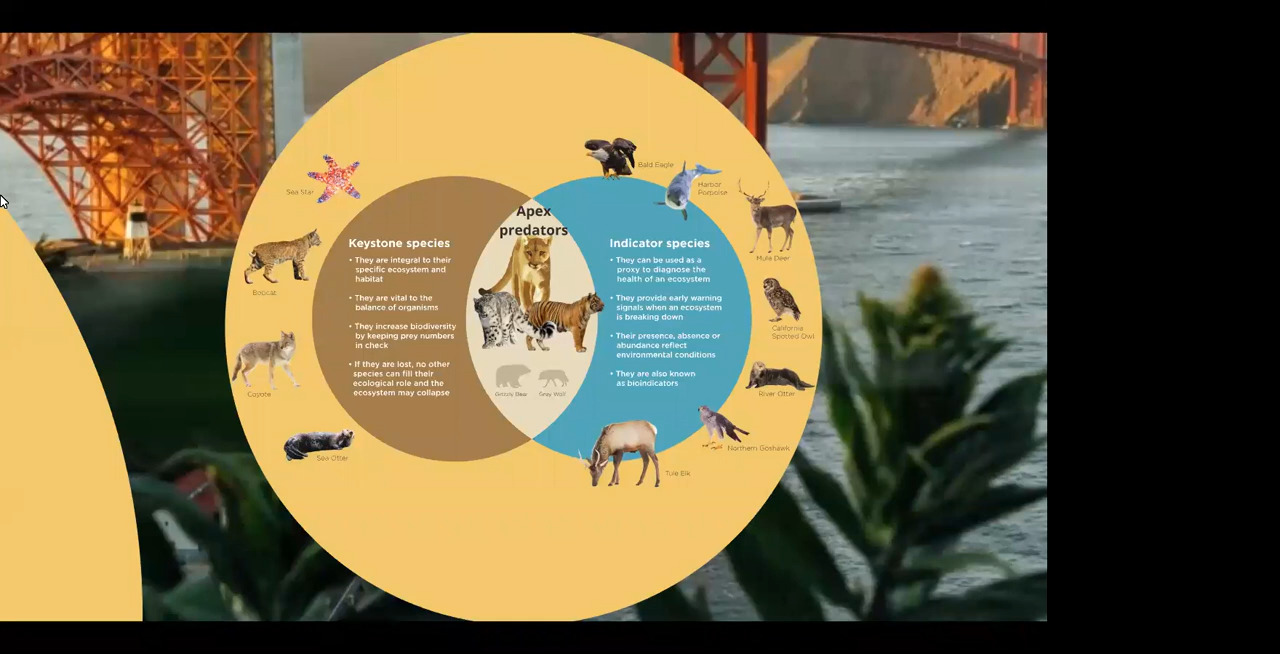 Apex
predators
Keystone species
• They are integral to their
specific ecosystem and
habitat
• They are vital to the
balance of organisms
• They increase biodiversity
by keeping prey numbers
in check
• If they are lost, no other
species can fill their
ecological role and the
ecosystem may collapse
Indicator species
• They can be used as a
proxy to diagnose the
health of an ecosystem
• They provide early warning
signals when an ecosystem
is breaking down
• Their presence, absence or
abundance reflect
environmental conditions
• They are also known
as bioindicators
Sea Star
Bobcat
Coyote
Sea Otter
Grizzly Bear
Gray Wolf
Bald Eagle
Harbor
Porpoise
Mule Deer
California
Spotted Owl
River Otter
Northern Goshawk
Tule Elk